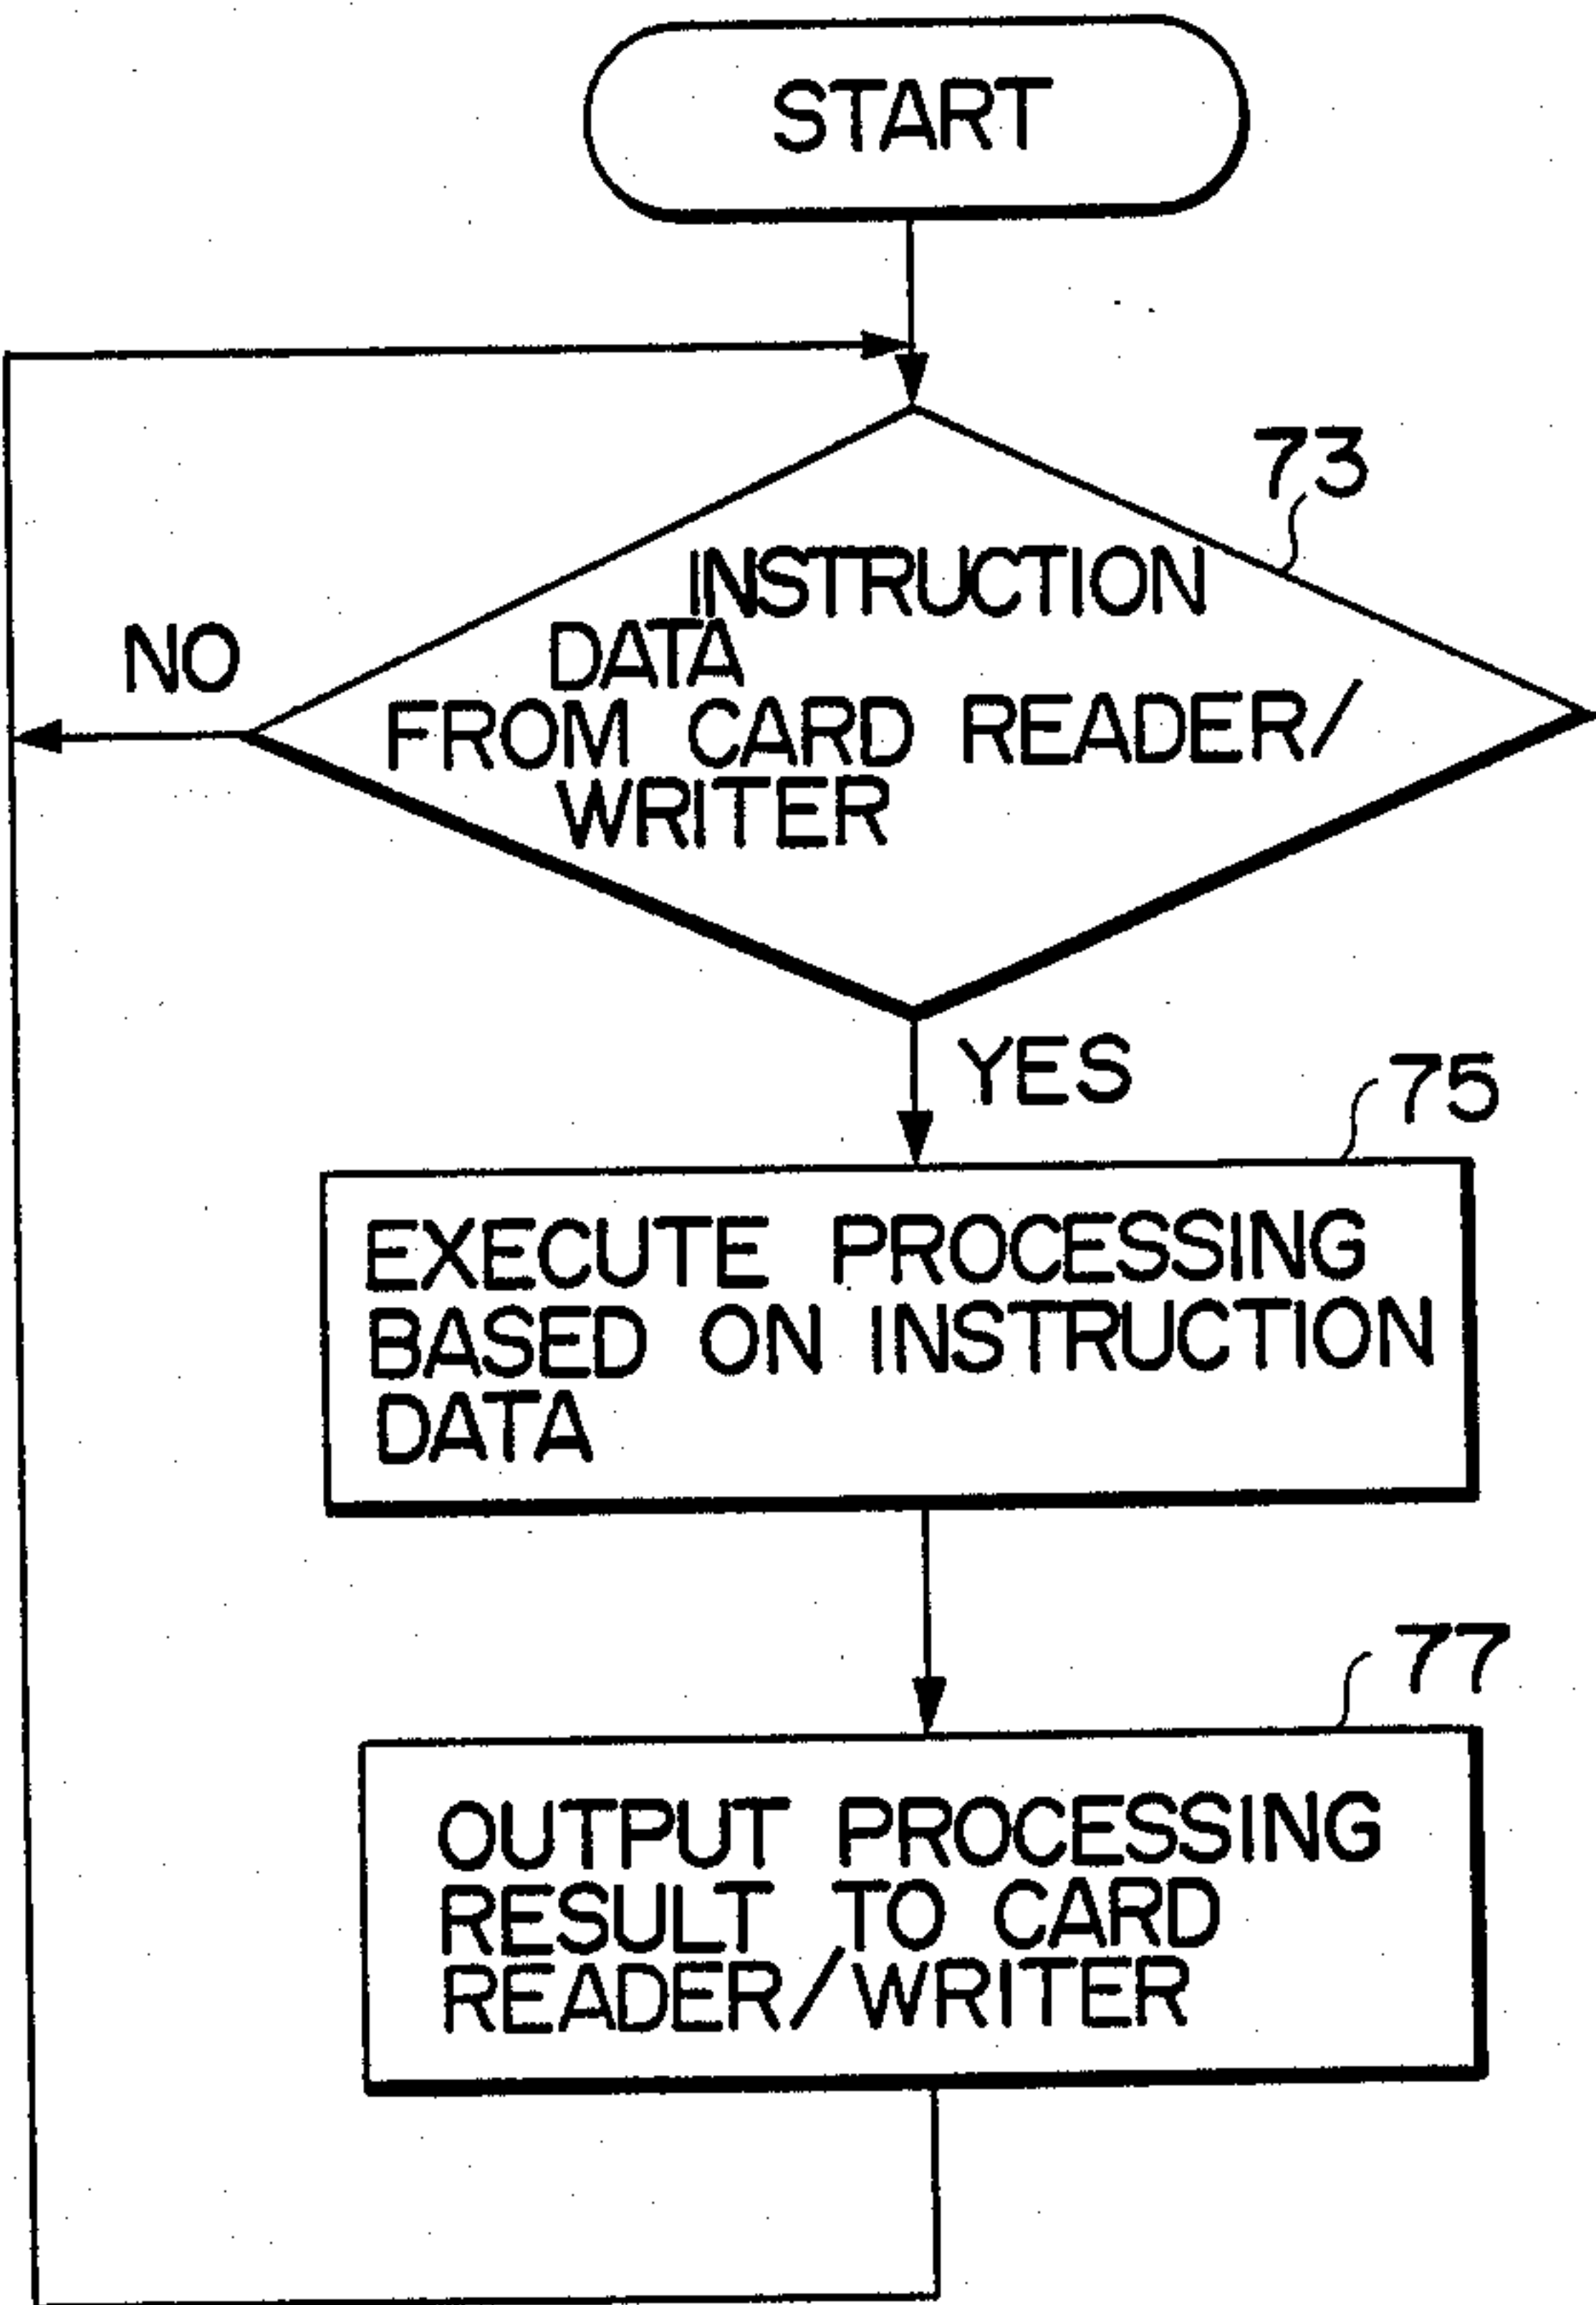 START
73
INSTRUCTION
DATA
FROM CARD READER/
WRITER
NO
YES
75
EXECUTE PROCESSING
BASED ON INSTRUCTION
DATA
77
OUTPUT PROCESSING
RESULT TO CARD
READER/WRITER